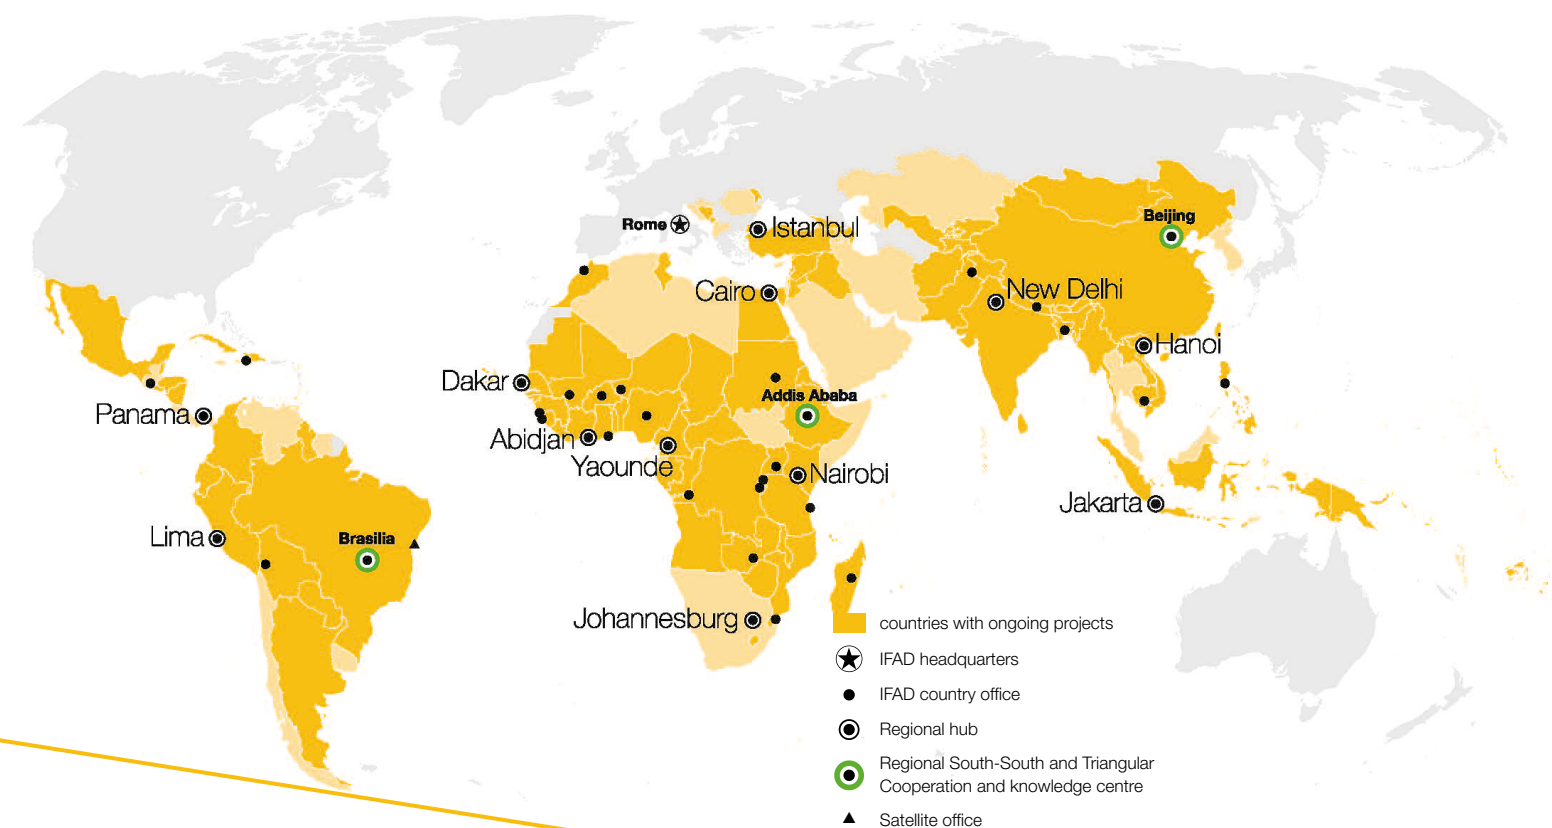 Beijing
Rome
Istanbul
Cairo
New Delhi
Hanoi
Dakar
Addis Ababa
Panama
Abidjan
Yaounde
Nairobi
Jakarta
Lima
Brasilia
Johannesburg
countries with ongoing projects
IFAD headquarters
IFAD country office
Regional hub
Regional South-South and Triangular
Cooperation and knowledge centre
Satellite office